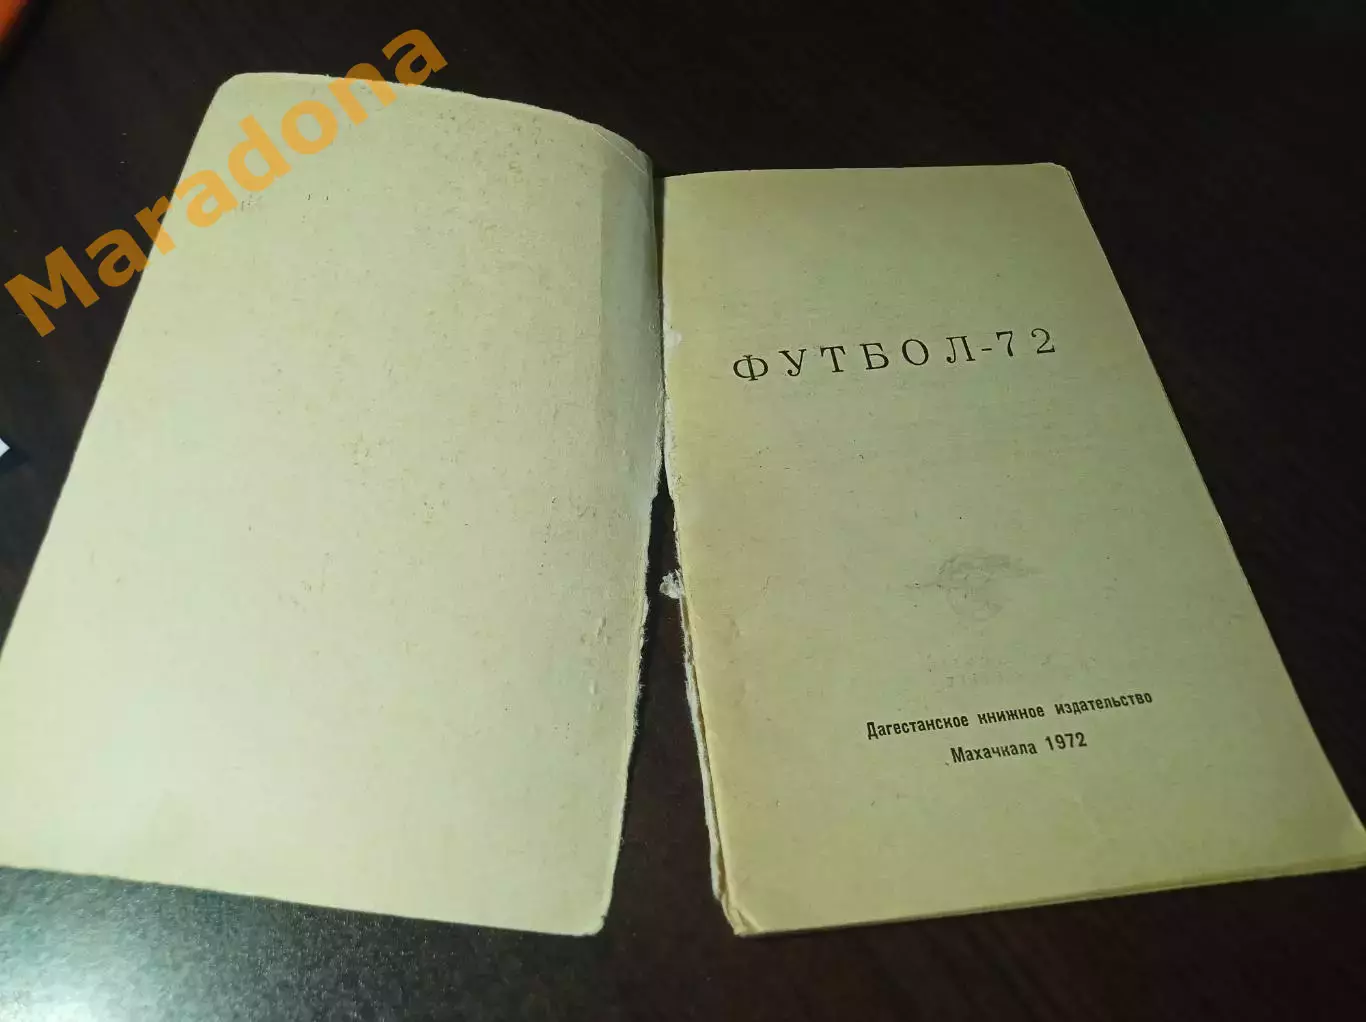 Maradona
ФУТБОЛ-72
Дагестанское книжное издательство
Махачкала 1972